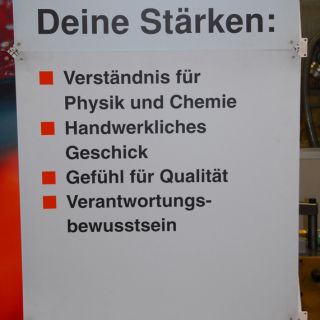 Deine Stärken:
Verständnis für
Physik und Chemie
Handwerkliches
Geschick
Gefühl für Qualität
Verantwortungs-
bewusstsein